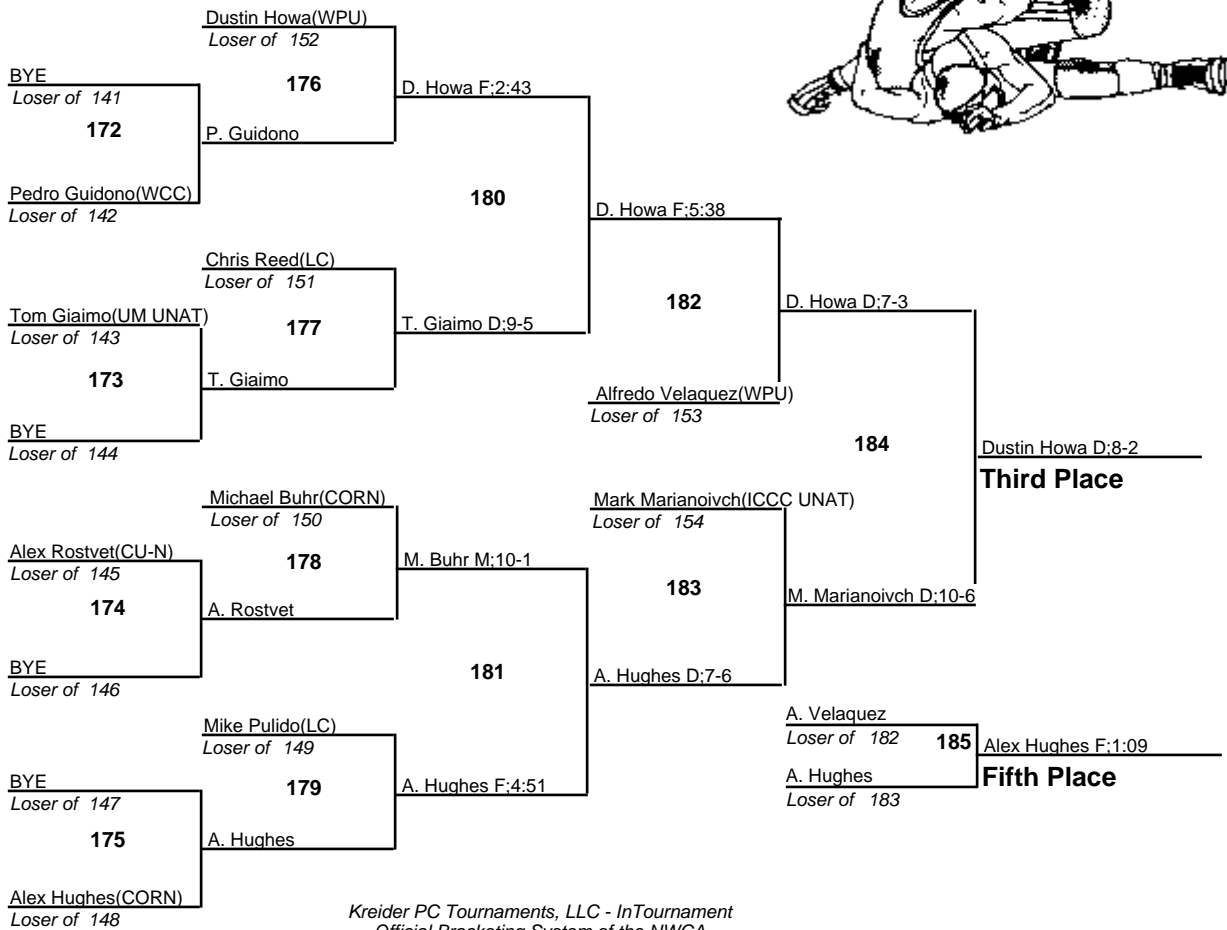 Dustin Howa(WPU)
Loser of 152
BYE
Loser of 141
176
D. Howa F;2:43
172
P. Guidono
Pedro Guidono(WCC)
Loser of 142
180
D. Howa F;5:38
Chris Reed(LC)
Loser of 151
Tom Giaimo(UM UNAT)
Loser of 143
177
T. Giaimo D;9-5
182
D. Howa D;7-3
173
T. Giaimo
Alfredo Velaquez(WPU)
Loser of 153
BYE
Loser of 144
184
Dustin Howa D;8-2
Third Place
Michael Buhr(CORN)
Loser of 150
Mark Marianoivch(ICCC UNAT)
Loser of 154
Alex Rostvet(CU-N)
Loser of 145
178
M. Buhr M;10-1
183
M. Marianoivch D;10-6
174
A. Rostvet
BYE
Loser of 146
181
A. Hughes D;7-6
Mike Pulido(LC)
Loser of 149
A. Velaquez
Loser of 182
185
Alex Hughes F;1:09
Fifth Place
A. Hughes
Loser of 183
BYE
Loser of 147
179
A. Hughes F;4:51
175
A. Hughes
Alex Hughes(CORN)
Loser of 148
Kreider PC Tournaments, LLC - InTournament
Official Bracketing System of the NWCA